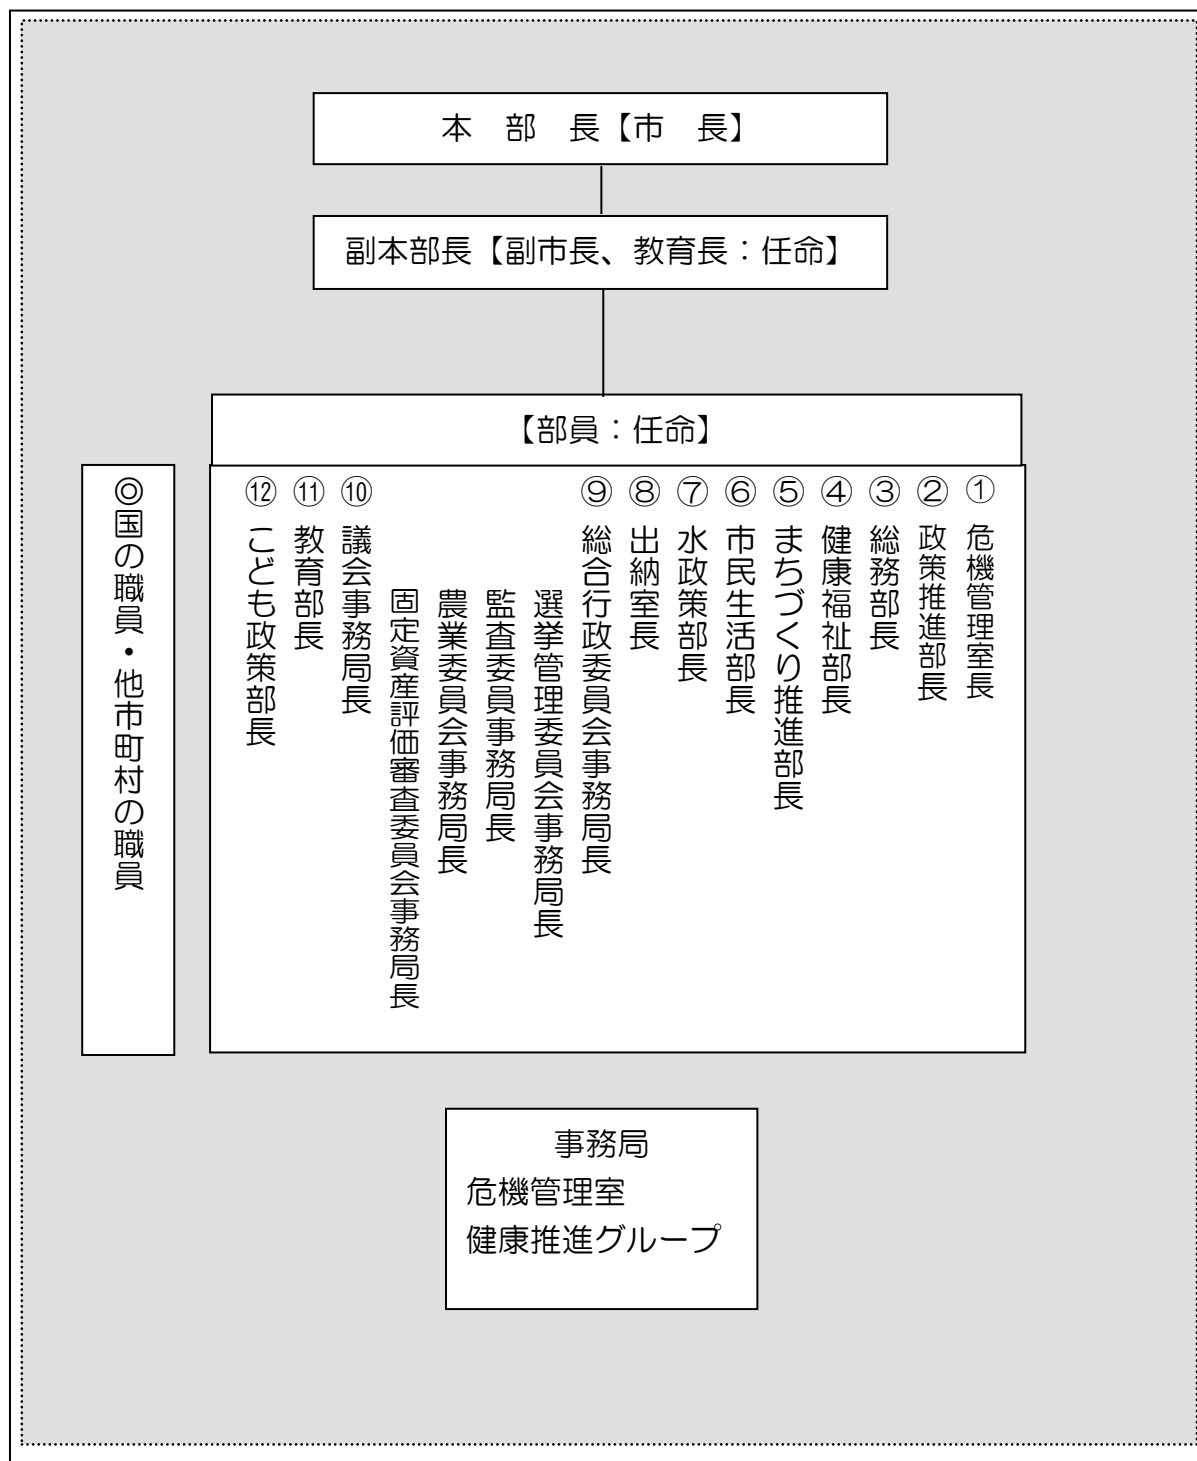 本　部　長【市　長】
副本部長【副市長、教育長：任命】
【部員：任命】
① 危機管理室長
② 政策推進部長
③ 総務部長
④ 健康福祉部長
⑤ まちづくり推進部長
⑥ 市民生活部長
⑦ 水政策部長
⑧ 出納室長
⑨ 総合行政委員会事務局長
選挙管理委員会事務局長
監査委員事務局長
農業委員会事務局長
固定資産評価審査委員会事務局長
⑩ 議会事務局長
⑪ 教育部長
⑫ こども政策部長
◎国の職員・他市町村の職員
事務局
危機管理室
健康推進グループ